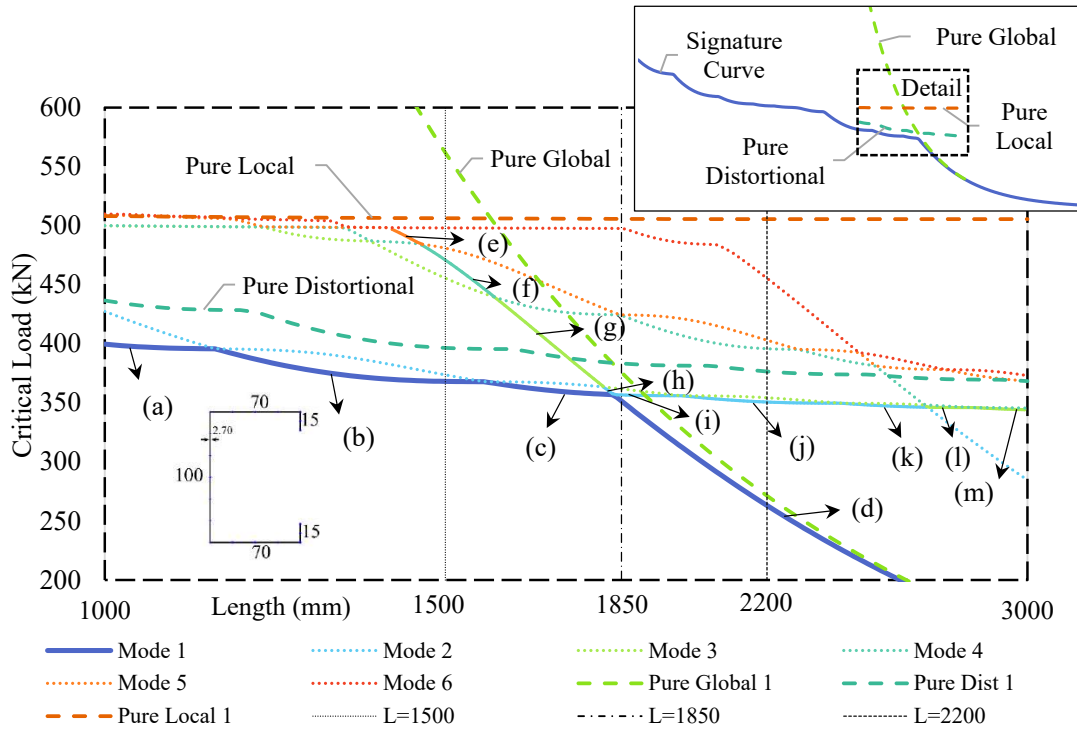 Signature
Curve
Pure Global
Detail
Pure
Local
Pure
Distortional
Critical Load (kN)
600
550
500
450
400
350
300
250
200
Pure Local
Pure Global
Pure Distortional
(a)
(b)
(c)
(d)
(e)
(f)
(g)
(h)
(i)
(j)
(k)
(l)
(m)
70
15
2.70
100
15
70
1000
Length (mm)
1500
1850
2200
3000
Mode 1
Mode 2
Mode 3
Mode 4
Mode 5
Mode 6
Pure Global 1
Pure Dist 1
Pure Local 1
L=1500
L=1850
L=2200